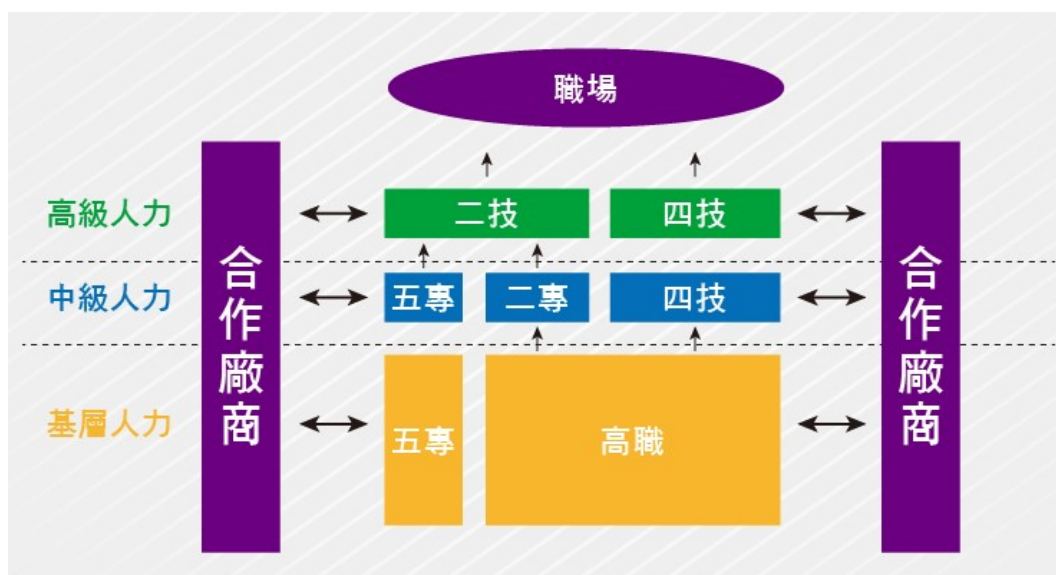 職場
高級人力
二技
四技
合作廠商
合作廠商
中級人力
五專
二專
四技
基層人力
五專
高職